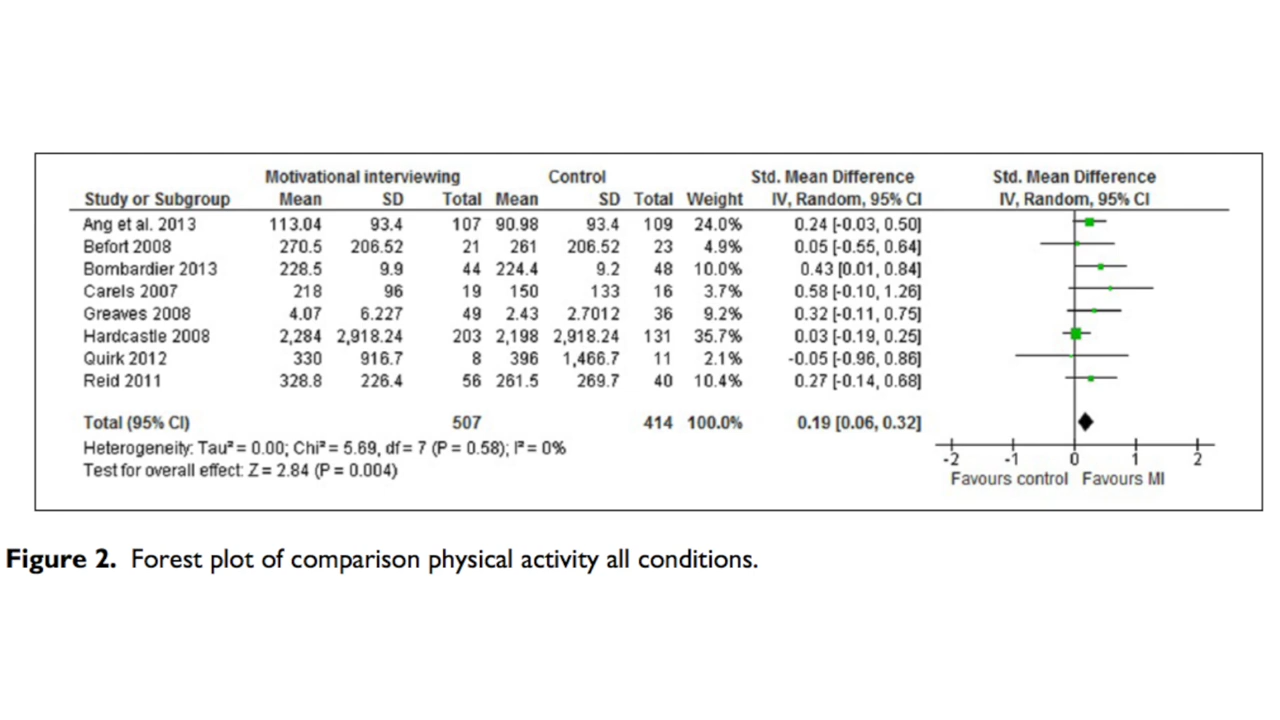 Motivational interviewing Control Std. Mean Difference Std. Mean Difference
Study or Subgroup Mean SD Total Mean SD Total Weight IV, Random, 95% CI IV, Random, 95% CI
Ang et al. 2013 113.04 93.4 107 90.98 93.4 109 24.0% 0.24 [-0.03, 0.50]
Befort 2008 270.5 206.52 21 261 206.52 23 4.9% 0.05 [-0.55, 0.64]
Bombardier 2013 228.5 9.9 44 224.4 9.2 48 10.0% 0.43 [0.01, 0.84]
Carels 2007 218 96 19 150 133 16 3.7% 0.58 [-0.10, 1.26]
Greaves 2008 4.07 6.227 49 2.43 2.7012 36 9.2% 0.32 [-0.11, 0.75]
Hardcastle 2008 2,284 2,918.24 203 2,198 2,918.24 131 35.7% 0.03 [-0.19, 0.25]
Quirk 2012 330 916.7 8 396 1,466.7 11 2.1% -0.05 [-0.96, 0.86]
Reid 2011 328.8 226.4 56 261.5 269.7 40 10.4% 0.27 [-0.14, 0.68]
Total (95% CI) 507 414 100.0% 0.19 [0.06, 0.32]
Heterogeneity: Tau² = 0.00; Chi² = 5.69, df = 7 (P = 0.58); I² = 0%
Test for overall effect: Z = 2.84 (P = 0.004)
-2 -1 0 1 2
Favours control Favours MI
Figure 2. Forest plot of comparison physical activity all conditions.